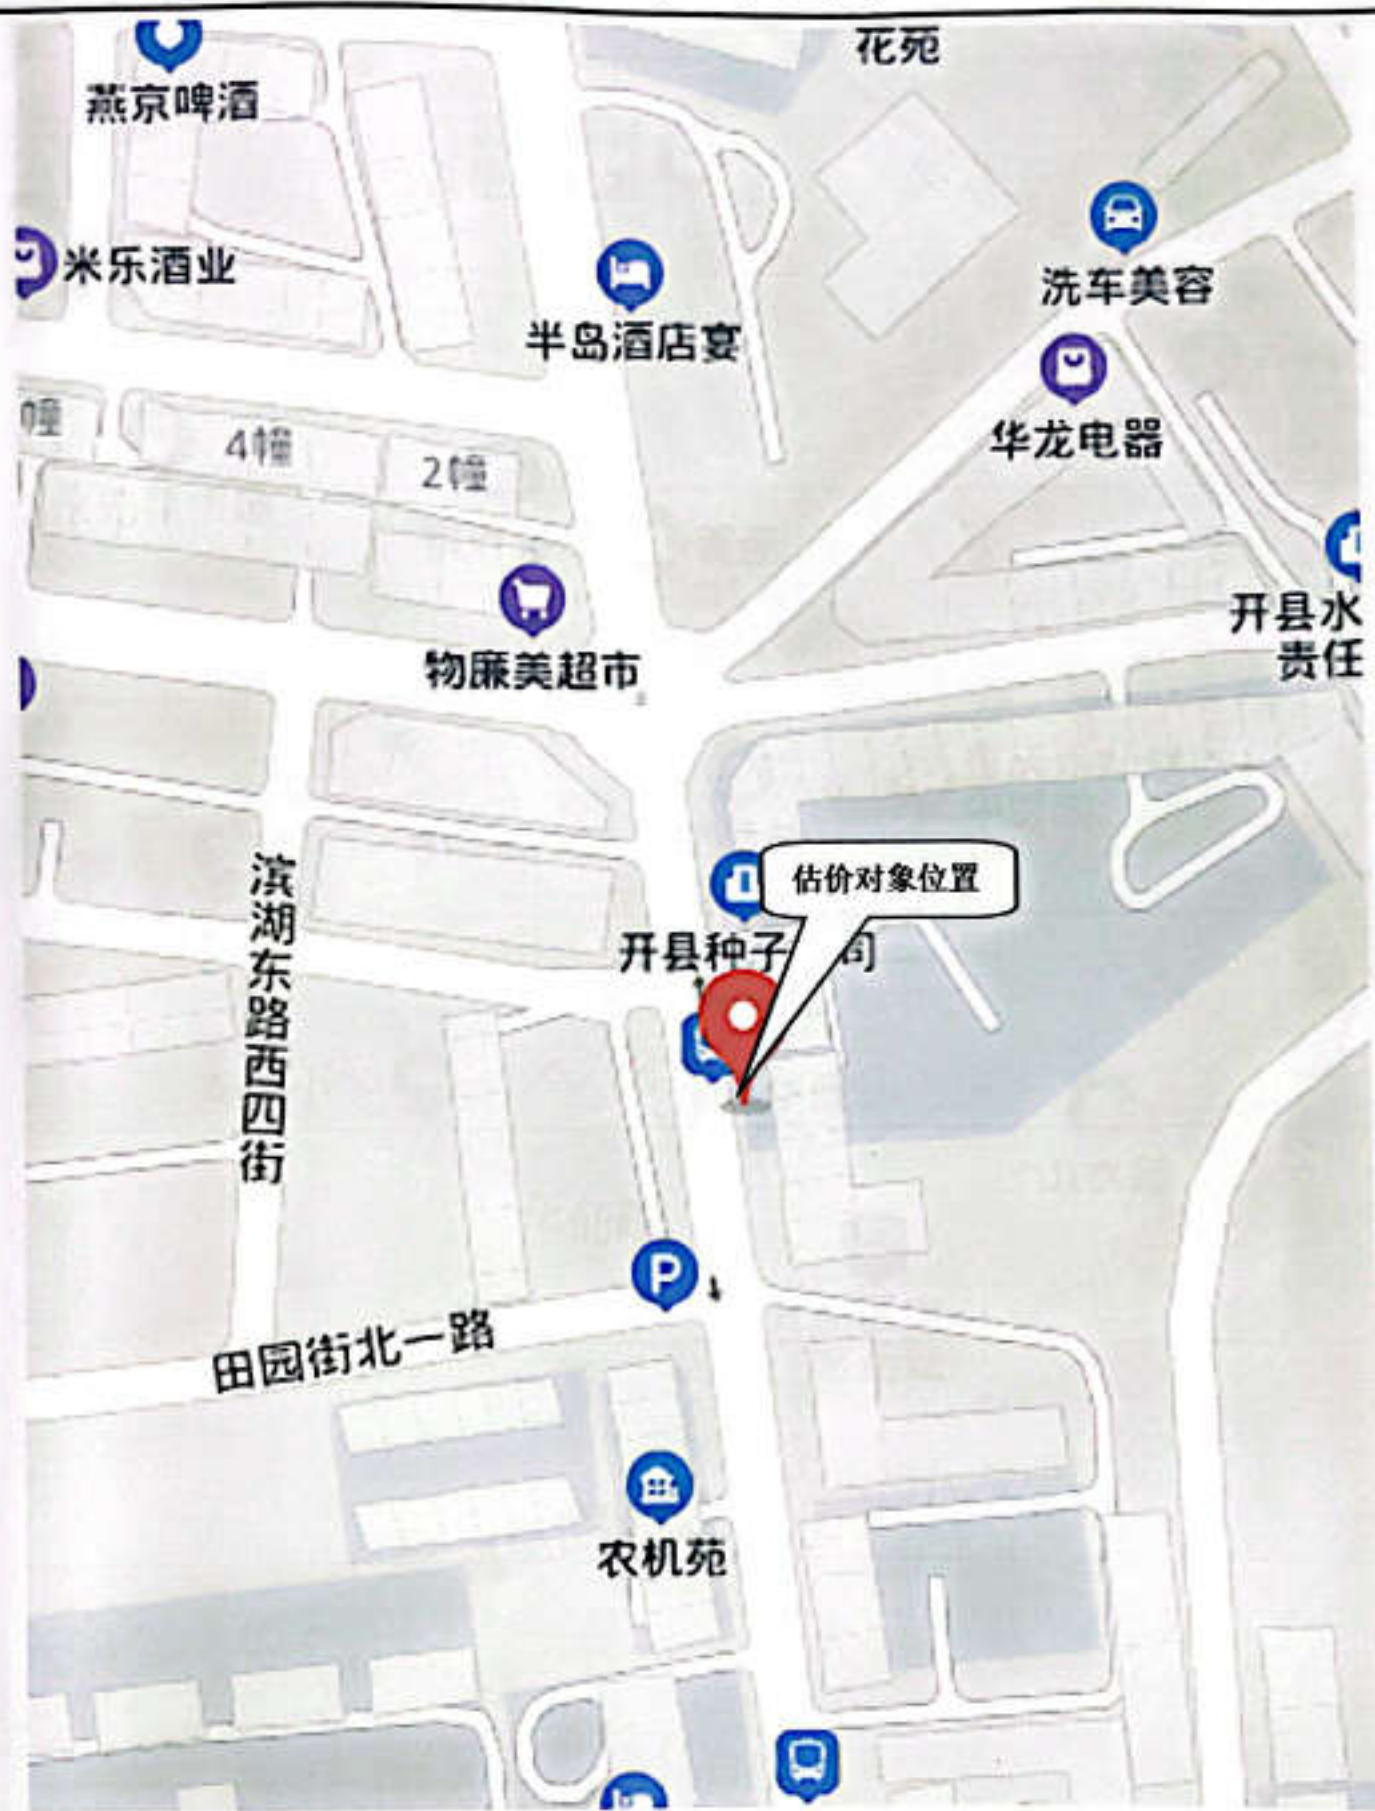 花苑
燕京啤酒
米乐酒业
洗车美容
半岛酒店宴
华龙电器
幢
4幢
2幢
开县水
责任
物廉美超市
估价对象位置
开县种子 司
滨湖东路西四街
P
田园街北一路
农机苑